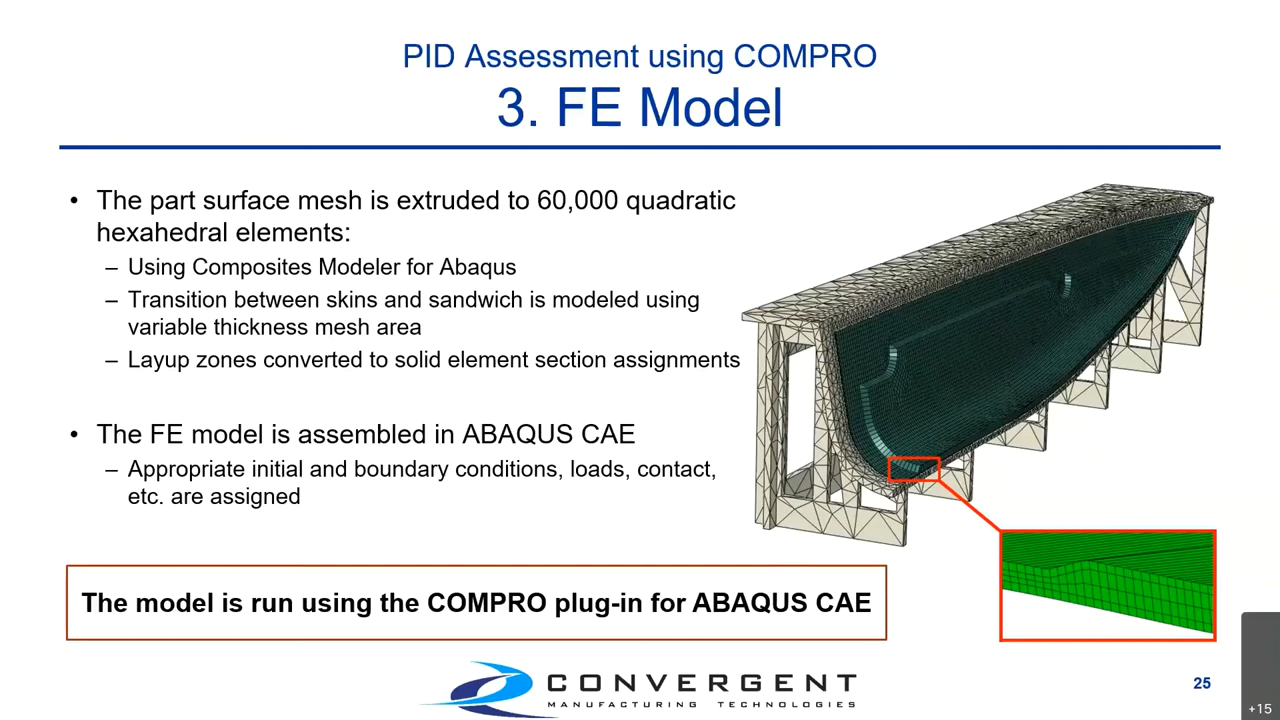 PID Assessment using COMPRO
3. FE Model
• The part surface mesh is extruded to 60,000 quadratic
hexahedral elements:
– Using Composites Modeler for Abaqus
– Transition between skins and sandwich is modeled using
variable thickness mesh area
– Layup zones converted to solid element section assignments
• The FE model is assembled in ABAQUS CAE
– Appropriate initial and boundary conditions, loads, contact,
etc. are assigned
The model is run using the COMPRO plug-in for ABAQUS CAE
CONVERGENT
MANUFACTURING TECHNOLOGIES
25
+15